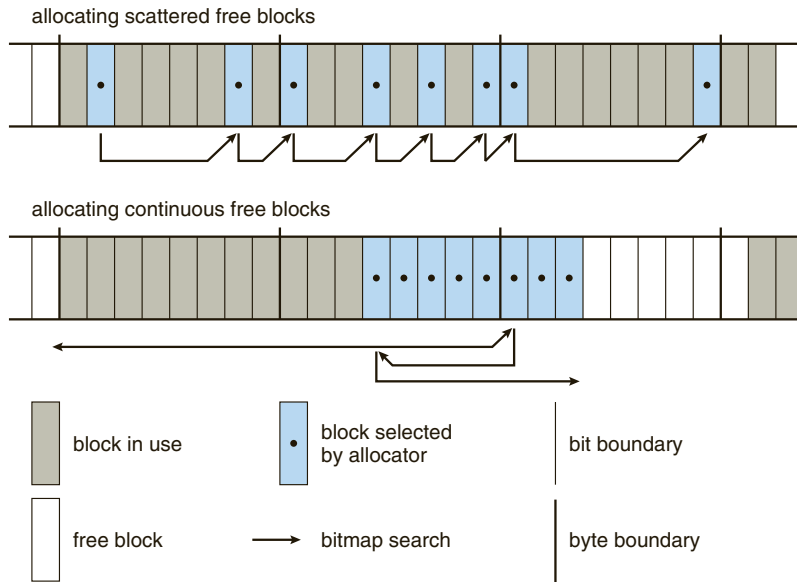 allocating scattered free blocks
allocating continuous free blocks
block in use
block selected
by allocator
bit boundary
free block
bitmap search
byte boundary